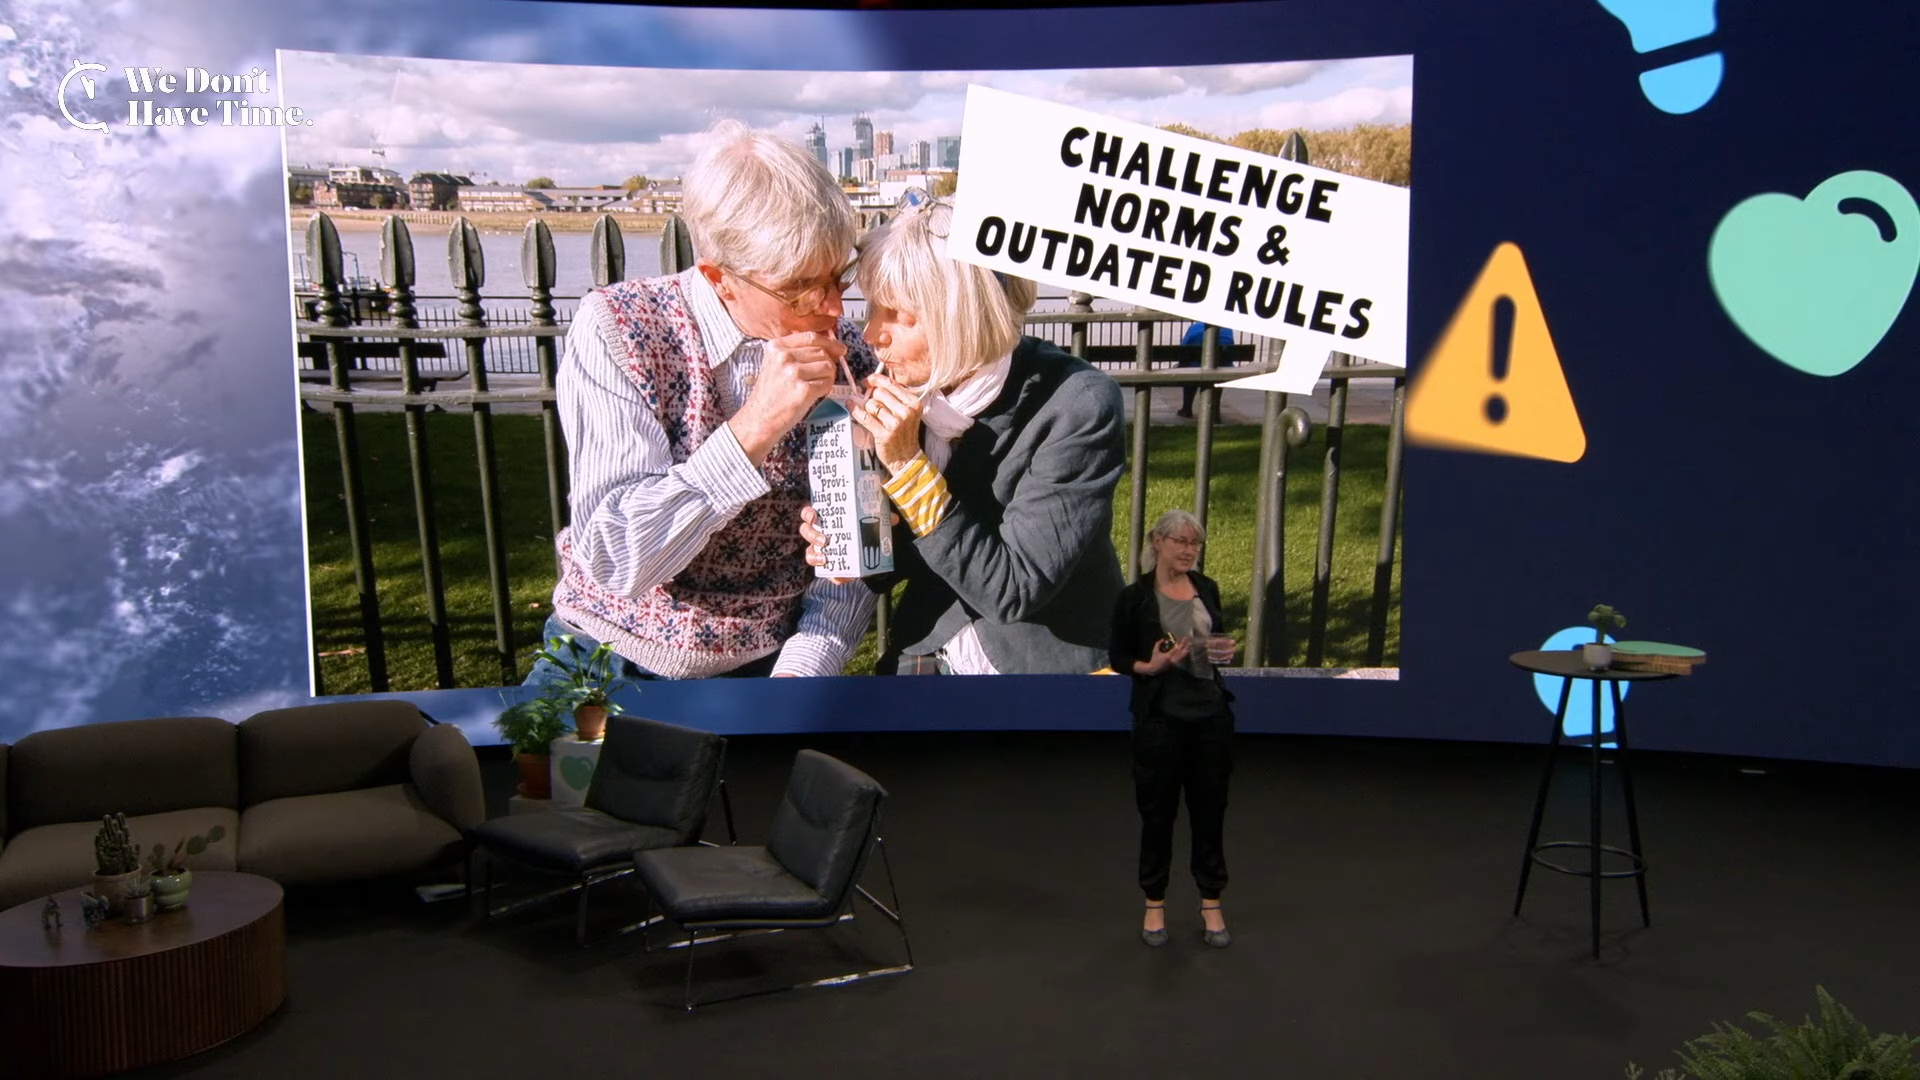 We Don't
Have Time.
CHALLENGE
NORMS &
OUTDATED RULES
Another
side of
our pack-
aging
provi-
ding no
reason
at all
why you
should
try it.